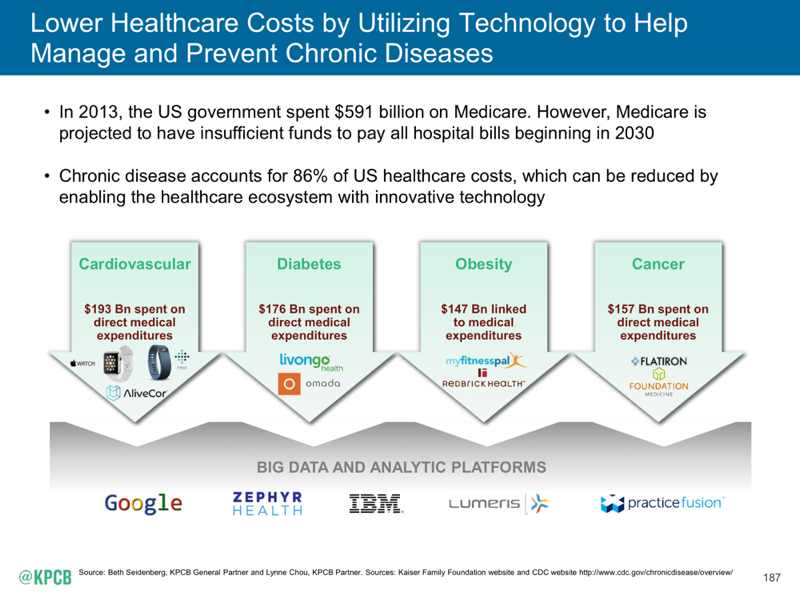 Lower Healthcare Costs by Utilizing Technology to Help
Manage and Prevent Chronic Diseases
• In 2013, the US government spent $591 billion on Medicare. However, Medicare is
projected to have insufficient funds to pay all hospital bills beginning in 2030
• Chronic disease accounts for 86% of US healthcare costs, which can be reduced by
enabling the healthcare ecosystem with innovative technology
Cardiovascular
$193 Bn spent on
direct medical
expenditures
WATCH
fitbit
AliveCor
Diabetes
$176 Bn spent on
direct medical
expenditures
livongo
health
omada
Obesity
$147 Bn linked
to medical
expenditures
myfitnesspal
REDBRICK HEALTH
Cancer
$157 Bn spent on
direct medical
expenditures
FLATIRON
FOUNDATION
MEDICINE
BIG DATA AND ANALYTIC PLATFORMS
Google
ZEPHYR
HEALTH
IBM
LUMERIS
practice fusion
@KPCB
Source: Beth Seidenberg, KPCB General Partner and Lynne Chou, KPCB Partner. Sources: Kaiser Family Foundation website and CDC website http://www.cdc.gov/chronicdisease/overview/
187